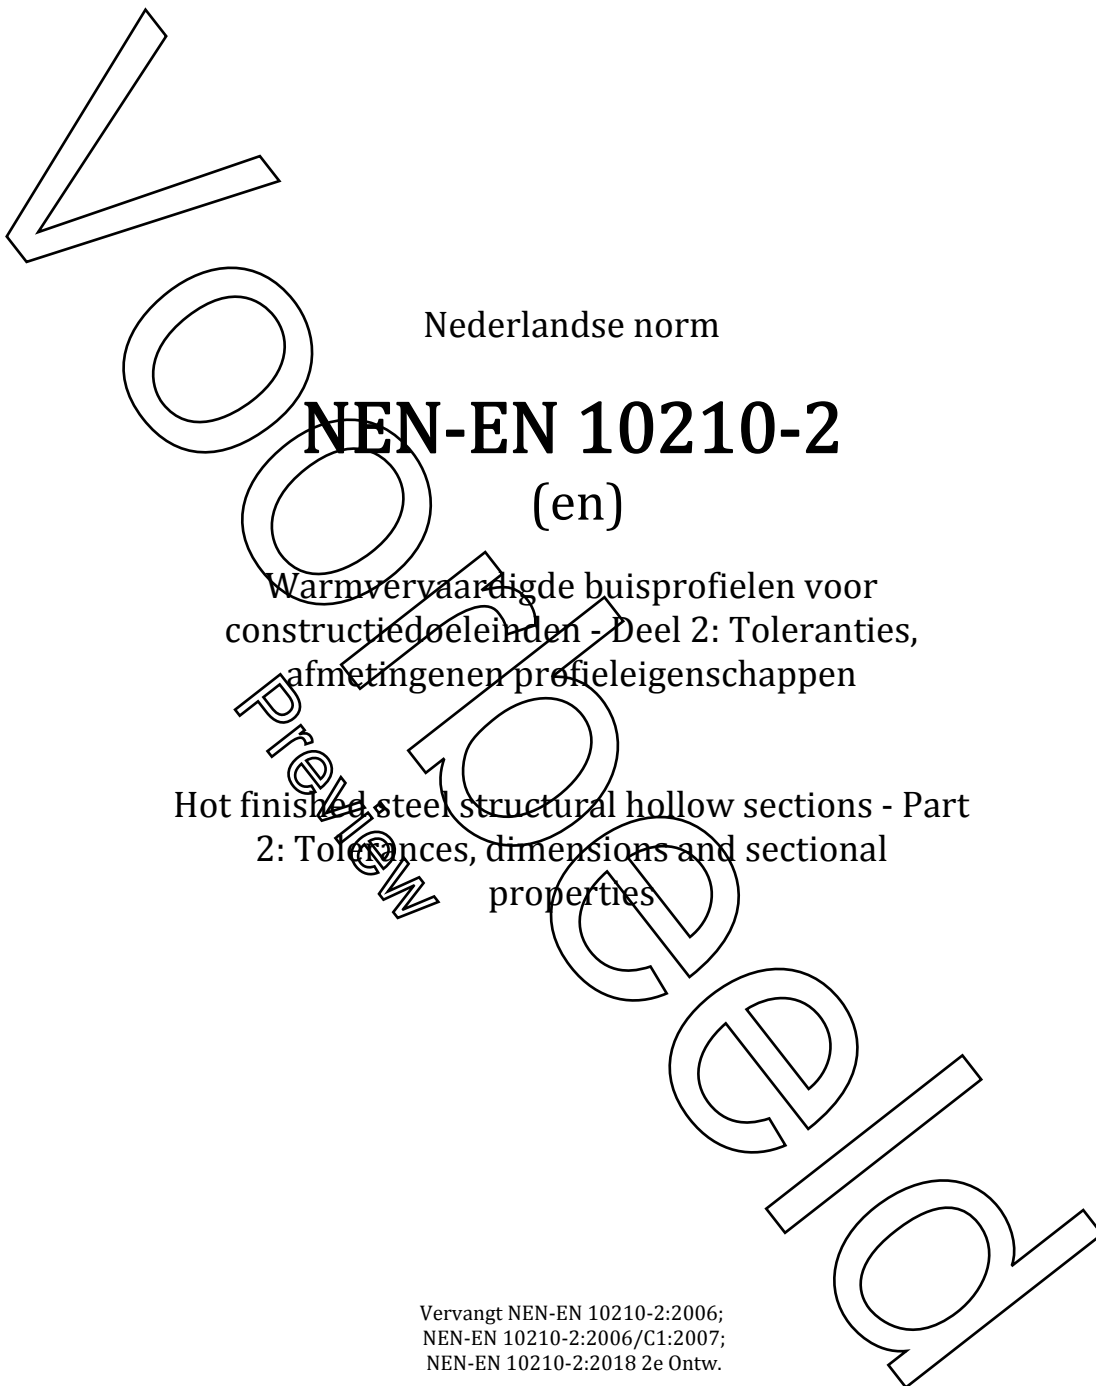 Nederlandse norm
NEN-EN 10210-2
(en)
Warmvervaardigde buisprofielen voor
constructiedoeleinden - Deel 2: Toleranties,
afmetingenen profieleigenschappen
Hot finished steel structural hollow sections - Part
2: Tolerances, dimensions and sectional
properties
Vervangt NEN-EN 10210-2:2006;
NEN-EN 10210-2:2006/C1:2007;
NEN-EN 10210-2:2018 2e Ontw.
Voorbeeld
Preview